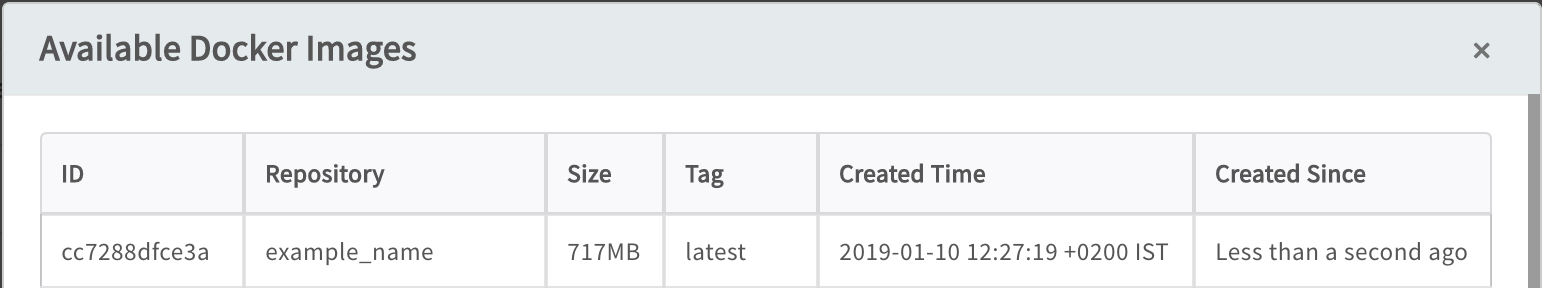 Available Docker Images ×
ID Repository Size Tag Created Time Created Since
cc7288dfce3a example_name 717MB latest 2019-01-10 12:27:19 +0200 IST Less than a second ago